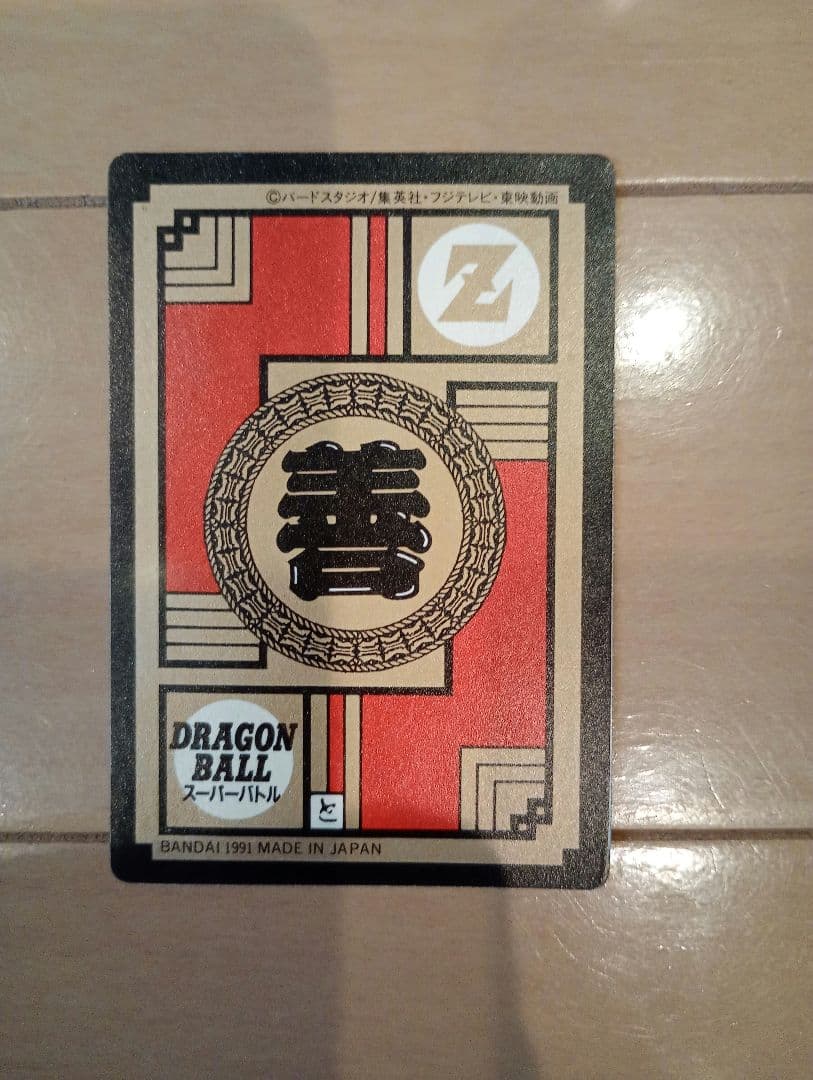 ©バードスタジオ/集英社・フジテレビ・東映動画
Z
善
DRAGON
BALL
スーパーバトル
と
BANDAI 1991 MADE IN JAPAN